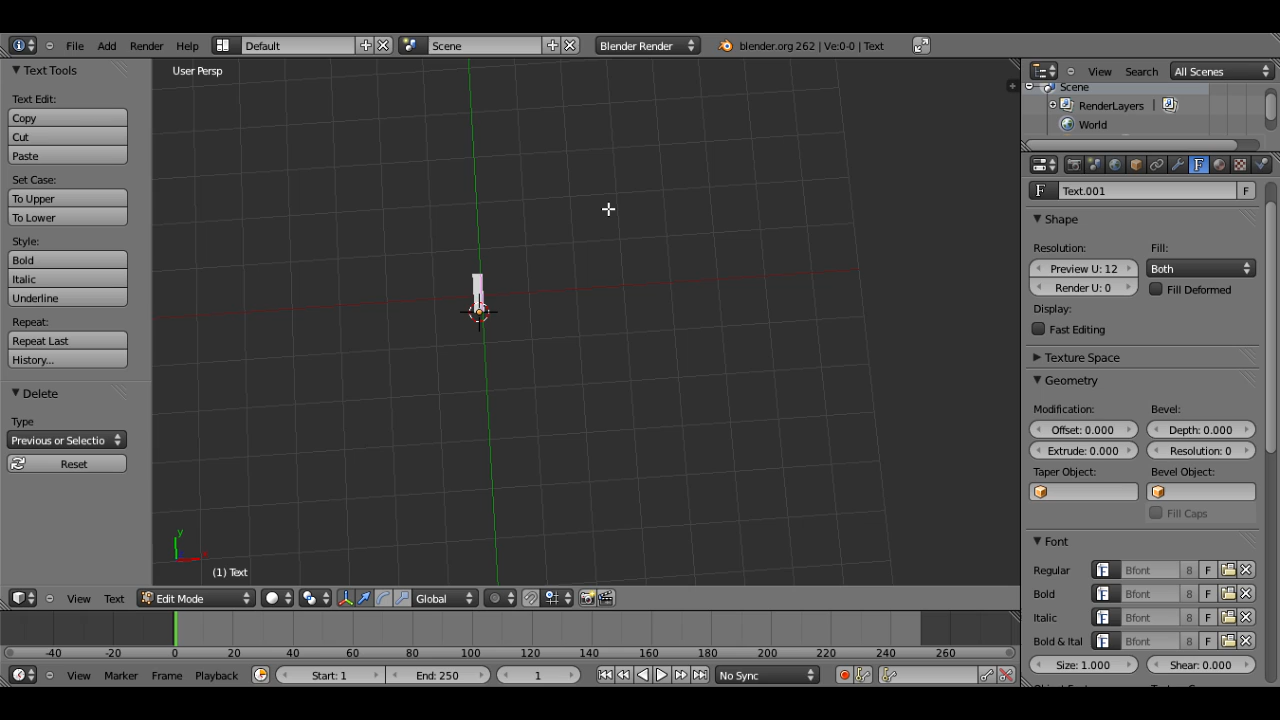 File Add Render Help Default Scene Blender Render blender.org 262 | Ve:0-0 | Text
Text Tools
Text Edit:
Copy
Cut
Paste
Set Case:
To Upper
To Lower
Style:
Bold
Italic
Underline
Repeat:
Repeat Last
History...
Delete
Type
Previous or Selectio
Reset
User Persp
y
x
(1) Text
View Text Edit Mode Global
-40 -20 0 20 40 60 80 100 120 140 160 180 200 220 240 260
View Marker Frame Playback Start: 1 End: 250 1 No Sync
View Search All Scenes
Scene
RenderLayers |
World
F
F Text.001 F
Shape
Resolution: Fill:
Preview U: 12 Both
Render U: 0 Fill Deformed
Display:
Fast Editing
Texture Space
Geometry
Modification: Bevel:
Offset: 0.000 Depth: 0.000
Extrude: 0.000 Resolution: 0
Taper Object: Bevel Object:
Fill Caps
Font
Regular Bfont 8 F
Bold Bfont 8 F
Italic Bfont 8 F
Bold & Ital Bfont 8 F
Size: 1.000 Shear: 0.000